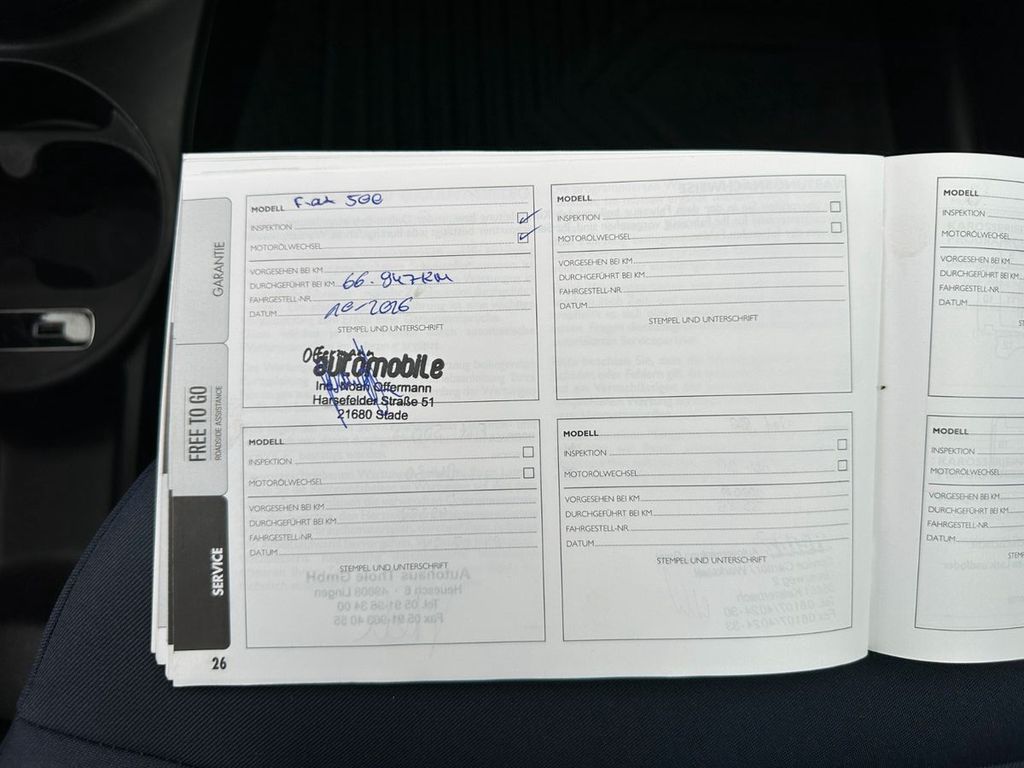 GARANTIE
FREE TO GO
ROADSIDE ASSISTANCE
SERVICE
MODELL Fiat 500
INSPEKTION
MOTORÖLWECHSEL
VORGESEHEN BEI KM
DURCHGEFÜHRT BEI KM 66.947KM
FAHRGESTELL-NR.
DATUM 10-2026
STEMPEL UND UNTERSCHRIFT
Offermann
automobile
Inh. Noah Offermann
Harsefelder Straße 51
21680 Stade
MODELL
INSPEKTION
MOTORÖLWECHSEL
VORGESEHEN BEI KM
DURCHGEFÜHRT BEI KM
FAHRGESTELL-NR.
DATUM
STEMPEL UND UNTERSCHRIFT
MODELL
INSPEKTION
MOTORÖLWECHSEL
VORGESEHEN BEI KM
DURCHGEFÜHRT BEI KM
FAHRGESTELL-NR.
DATUM
STEMPEL UND UNTERSCHRIFT
MODELL
INSPEKTION
MOTORÖLWECHSEL
VORGESEHEN BEI KM
DURCHGEFÜHRT BEI KM
FAHRGESTELL-NR.
DATUM
STEMPEL UND UNTERSCHRIFT
26
MODELL
INSPEKTION
MOTORÖLWECHSEL
VORGESEHEN BEI KM
DURCHGEFÜHRT BEI KM
FAHRGESTELL-NR.
DATUM
MODELL
INSPEKTION
MOTORÖLWECHSEL
VORGESEHEN BEI KM
DURCHGEFÜHRT BEI KM
FAHRGESTELL-NR.
DATUM